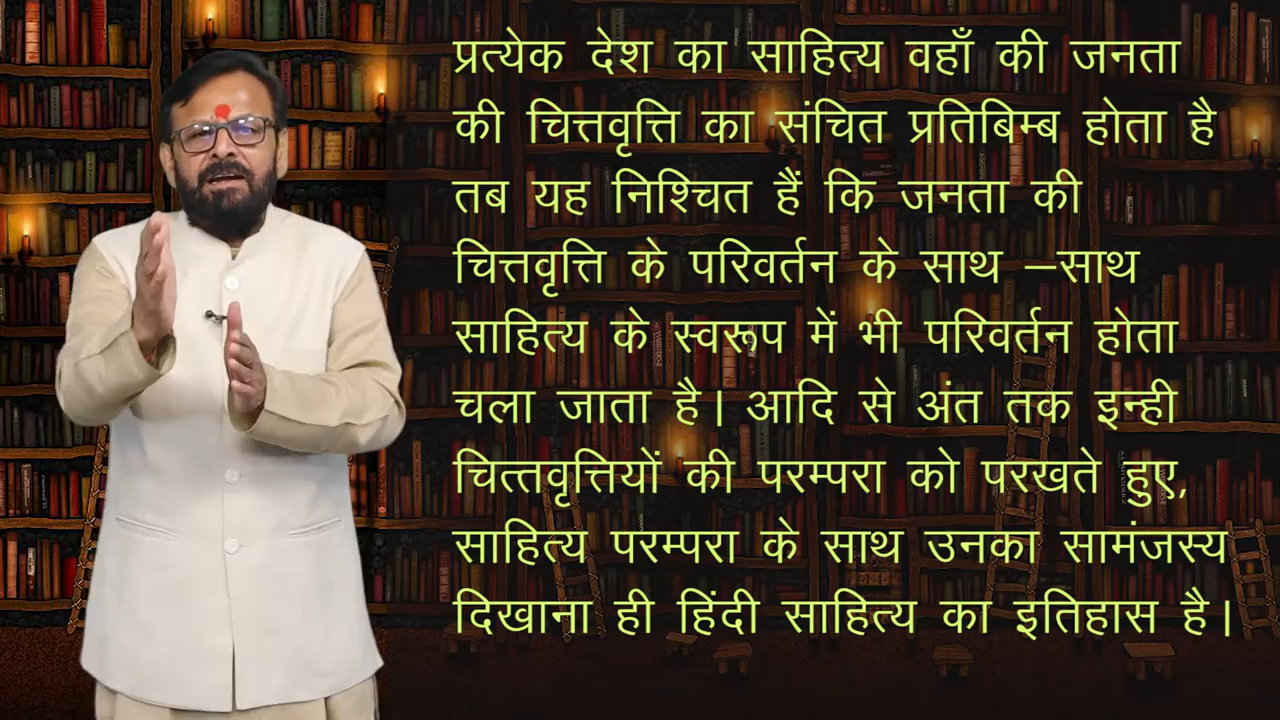 प्रत्येक देश का साहित्य वहाँ की जनता
की चित्तवृत्ति का संचित प्रतिबिम्ब होता है
तब यह निश्चित हैं कि जनता की
चित्तवृत्ति के परिवर्तन के साथ –साथ
साहित्य के स्वरूप में भी परिवर्तन होता
चला जाता है| आदि से अंत तक इन्ही
चित्तवृत्तियों की परम्परा को परखते हुए,
साहित्य परम्परा के साथ उनका सामंजस्य
दिखाना ही हिंदी साहित्य का इतिहास है|